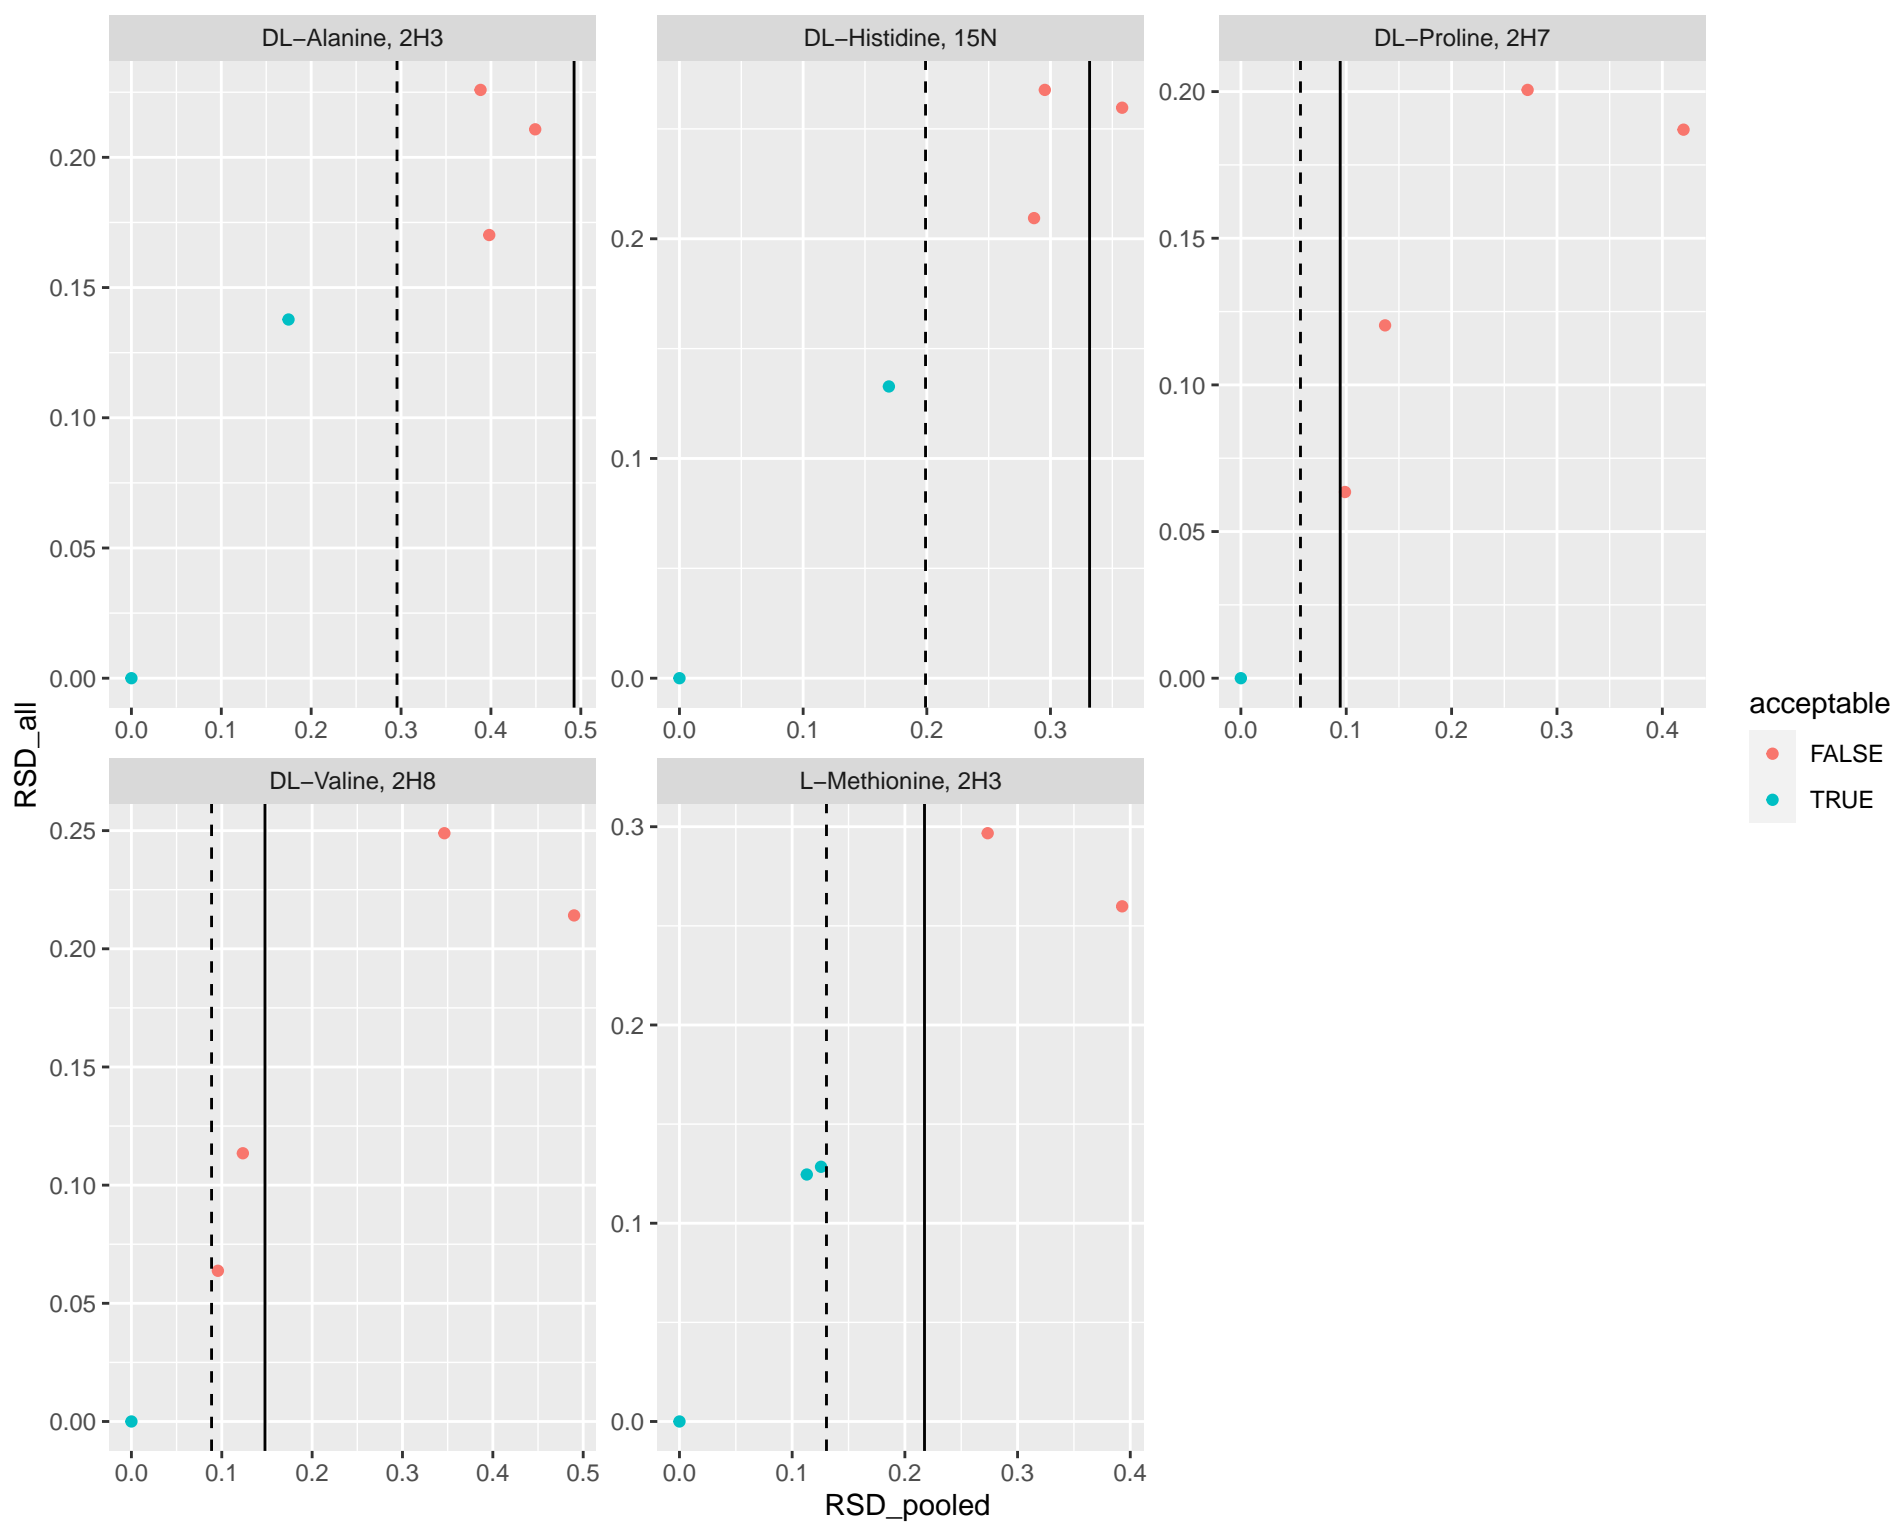 DL−Alanine, 2H3
DL−Histidine, 15N
DL−Proline, 2H7
0.20
0.15
0.10
0.05
0.00
0.2
0.1
0.0
0.20
0.15
0.10
0.05
0.00
0.0 0.1 0.2 0.3 0.4 0.5
0.0 0.1 0.2 0.3
0.0 0.1 0.2 0.3 0.4
DL−Valine, 2H8
L−Methionine, 2H3
0.25
0.20
0.15
0.10
0.05
0.00
0.3
0.2
0.1
0.0
0.0 0.1 0.2 0.3 0.4 0.5
0.0 0.1 0.2 0.3 0.4
RSD_pooled
RSD_all
acceptable
FALSE
TRUE